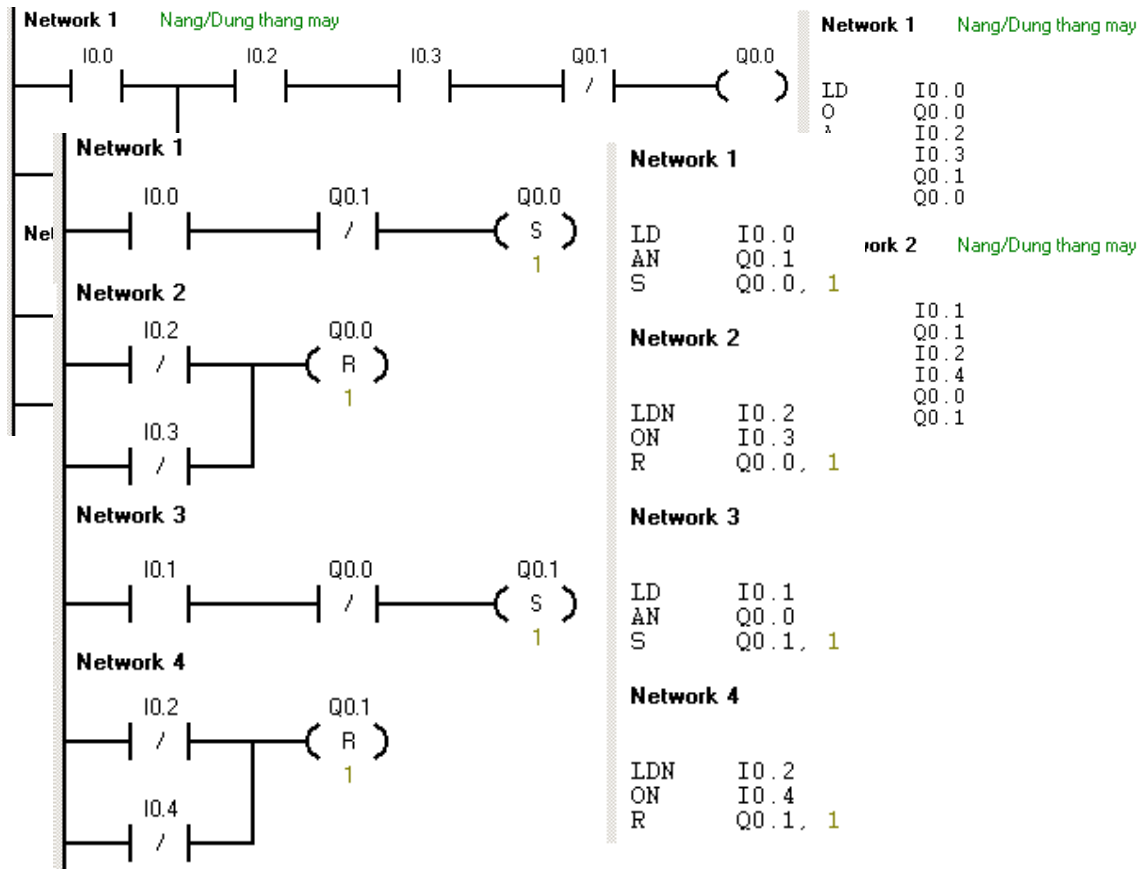 Network 1 Nang/Dung thang may
I0.0 I0.2 I0.3 Q0.1 Q0.0
/
Network 1 Nang/Dung thang may
LD I0.0
O Q0.0
I0.2
I0.3
Q0.1
Q0.0
work 2 Nang/Dung thang may
I0.1
Q0.1
I0.2
I0.4
Q0.0
Q0.1
Net
Network 1
I0.0 Q0.1 Q0.0
/ S
1
Network 2
I0.2 Q0.0
/ R
1
I0.3
/
Network 3
I0.1 Q0.0 Q0.1
/ S
1
Network 4
I0.2 Q0.1
/ R
1
I0.4
/
Network 1
LD I0.0
AN Q0.1
S Q0.0, 1
Network 2
LDN I0.2
ON I0.3
R Q0.0, 1
Network 3
LD I0.1
AN Q0.0
S Q0.1, 1
Network 4
LDN I0.2
ON I0.4
R Q0.1, 1